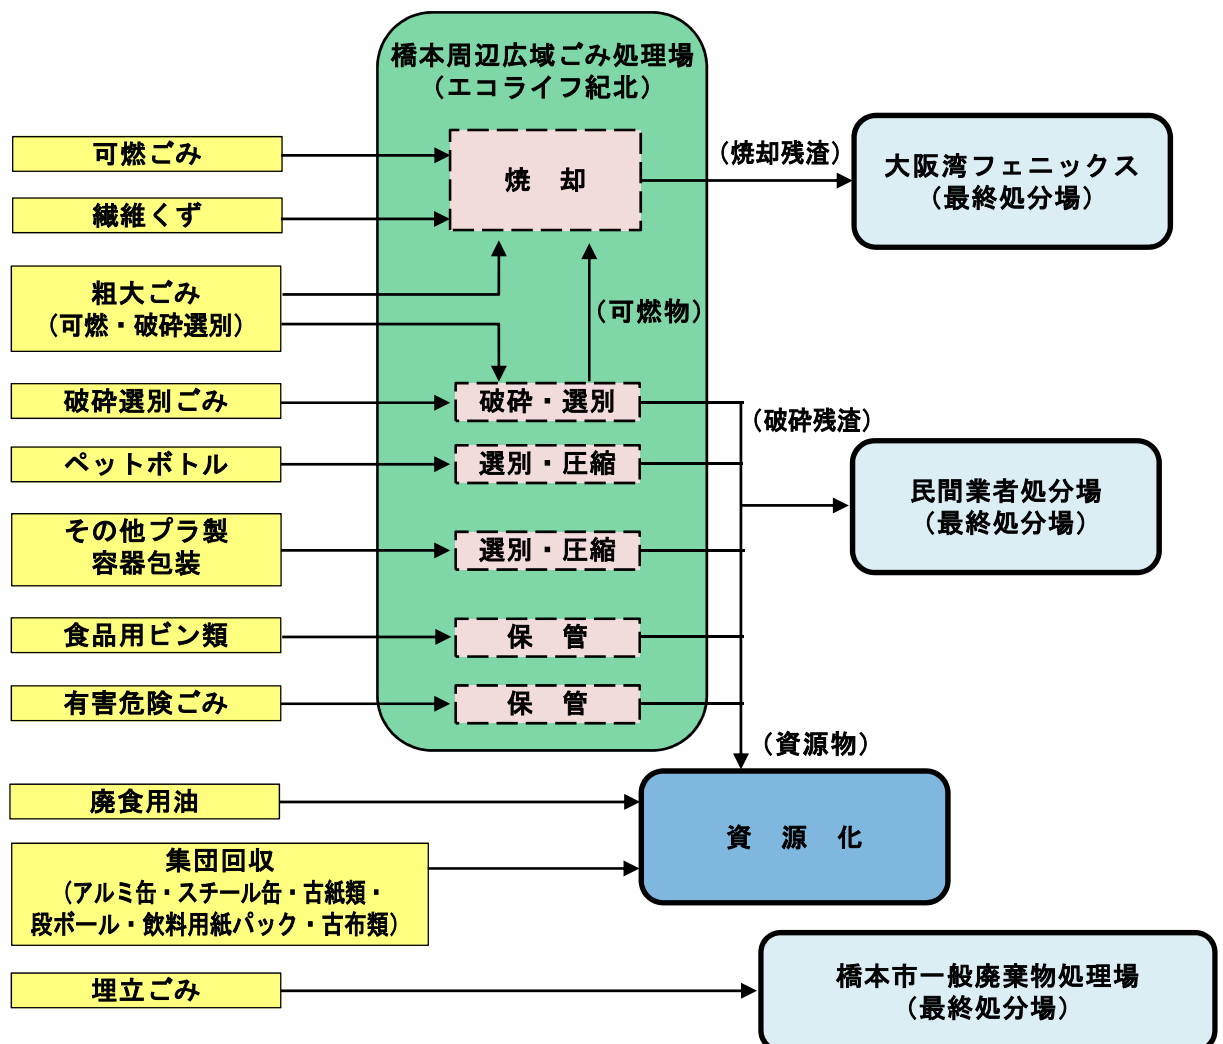 橋本周辺広域ごみ処理場
（エコライフ紀北）
可燃ごみ
繊維くず
粗大ごみ
（可燃・破砕選別）
破砕選別ごみ
ペットボトル
その他プラ製
容器包装
食品用ビン類
有害危険ごみ
廃食用油
集団回収
（アルミ缶・スチール缶・古紙類・
段ボール・飲料用紙パック・古布類）
埋立ごみ
焼　却
（可燃物）
破砕・選別
選別・圧縮
選別・圧縮
保　管
保　管
（焼却残渣）
大阪湾フェニックス
（最終処分場）
（破砕残渣）
民間業者処分場
（最終処分場）
（資源物）
資　源　化
橋本市一般廃棄物処理場
（最終処分場）